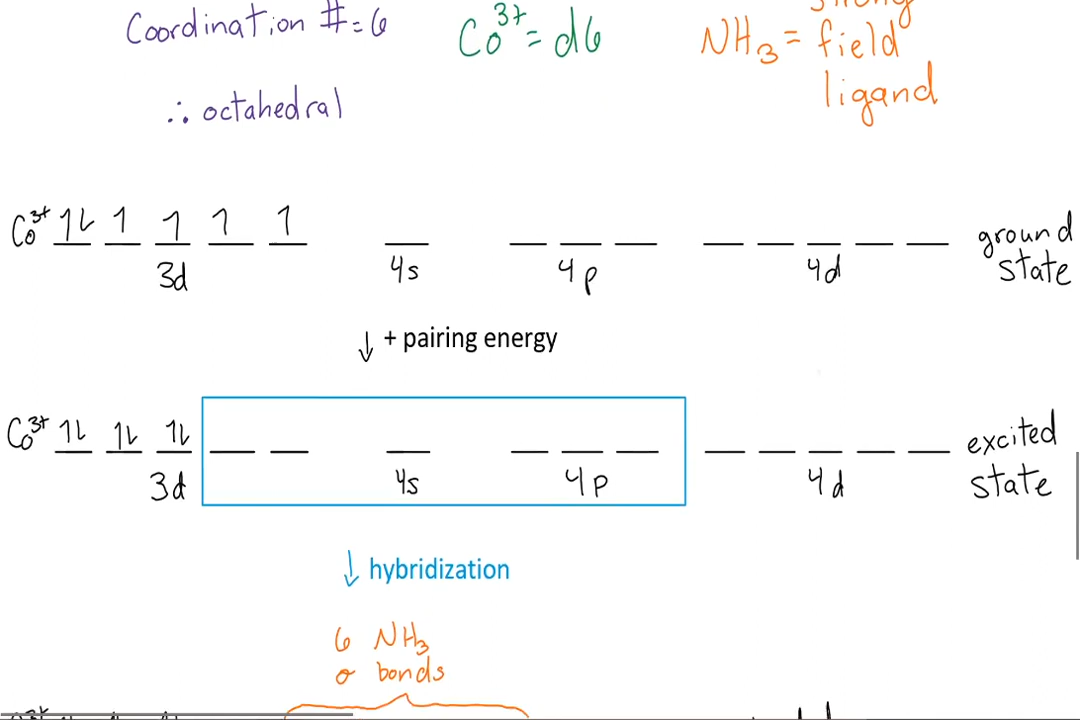 strong
Coordination #=6 Co³⁺= d6 NH₃= field
ligand
∴ octahedral
Co³⁺ 1L 1 1 1 1 ground
3d 4s 4p 4d state
↓ + pairing energy
Co³⁺ 1L 1L 1L excited
3d 4s 4p 4d state
↓ hybridization
6 NH₃
σ bonds